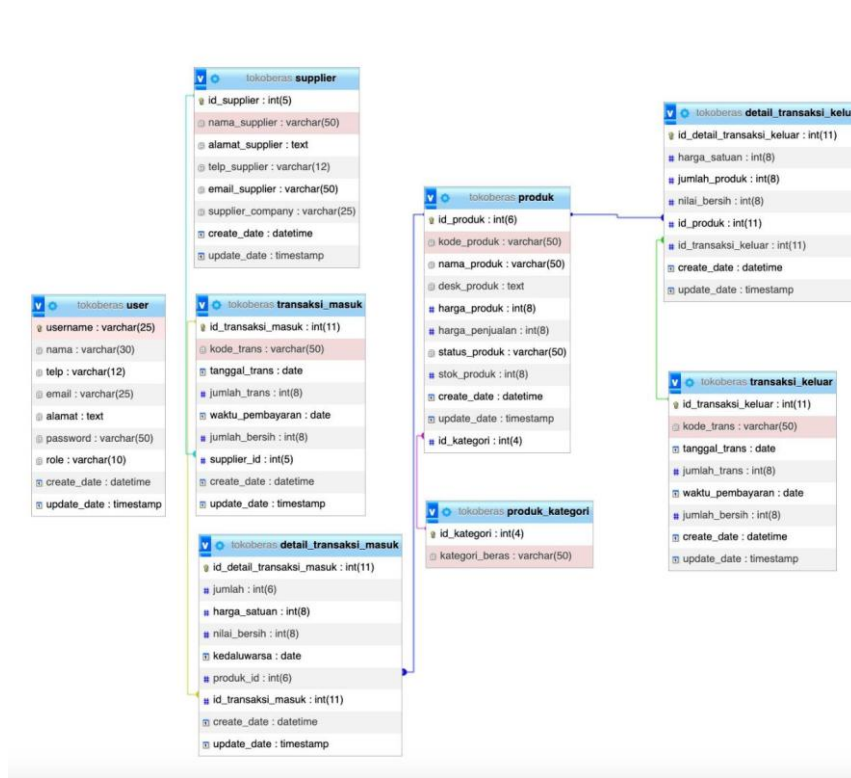 tokoberas supplier
id_supplier : int(5)
nama_supplier : varchar(50)
alamat_supplier : text
telp_supplier : varchar(12)
email_supplier : varchar(50)
supplier_company : varchar(25)
create_date : datetime
update_date : timestamp
tokoberas user
username : varchar(25)
nama : varchar(30)
telp : varchar(12)
email : varchar(25)
alamat : text
password : varchar(50)
role : varchar(10)
create_date : datetime
update_date : timestamp
tokoberas transaksi_masuk
id_transaksi_masuk : int(11)
kode_trans : varchar(50)
tanggal_trans : date
jumlah_trans : int(8)
waktu_pembayaran : date
jumlah_bersih : int(8)
supplier_id : int(5)
create_date : datetime
update_date : timestamp
tokoberas detail_transaksi_masuk
id_detail_transaksi_masuk : int(11)
jumlah : int(6)
harga_satuan : int(8)
nilai_bersih : int(8)
kedaluwarsa : date
produk_id : int(6)
id_transaksi_masuk : int(11)
create_date : datetime
update_date : timestamp
tokoberas produk
id_produk : int(6)
kode_produk : varchar(50)
nama_produk : varchar(50)
desk_produk : text
harga_produk : int(8)
harga_penjualan : int(8)
status_produk : varchar(50)
stok_produk : int(8)
create_date : datetime
update_date : timestamp
id_kategori : int(4)
tokoberas produk_kategori
id_kategori : int(4)
kategori_beras : varchar(50)
tokoberas detail_transaksi_kelu
id_detail_transaksi_keluar : int(11)
harga_satuan : int(8)
jumlah_produk : int(8)
nilai_bersih : int(8)
id_produk : int(11)
id_transaksi_keluar : int(11)
create_date : datetime
update_date : timestamp
tokoberas transaksi_keluar
id_transaksi_keluar : int(11)
kode_trans : varchar(50)
tanggal_trans : date
jumlah_trans : int(8)
waktu_pembayaran : date
jumlah_bersih : int(8)
create_date : datetime
update_date : timestamp